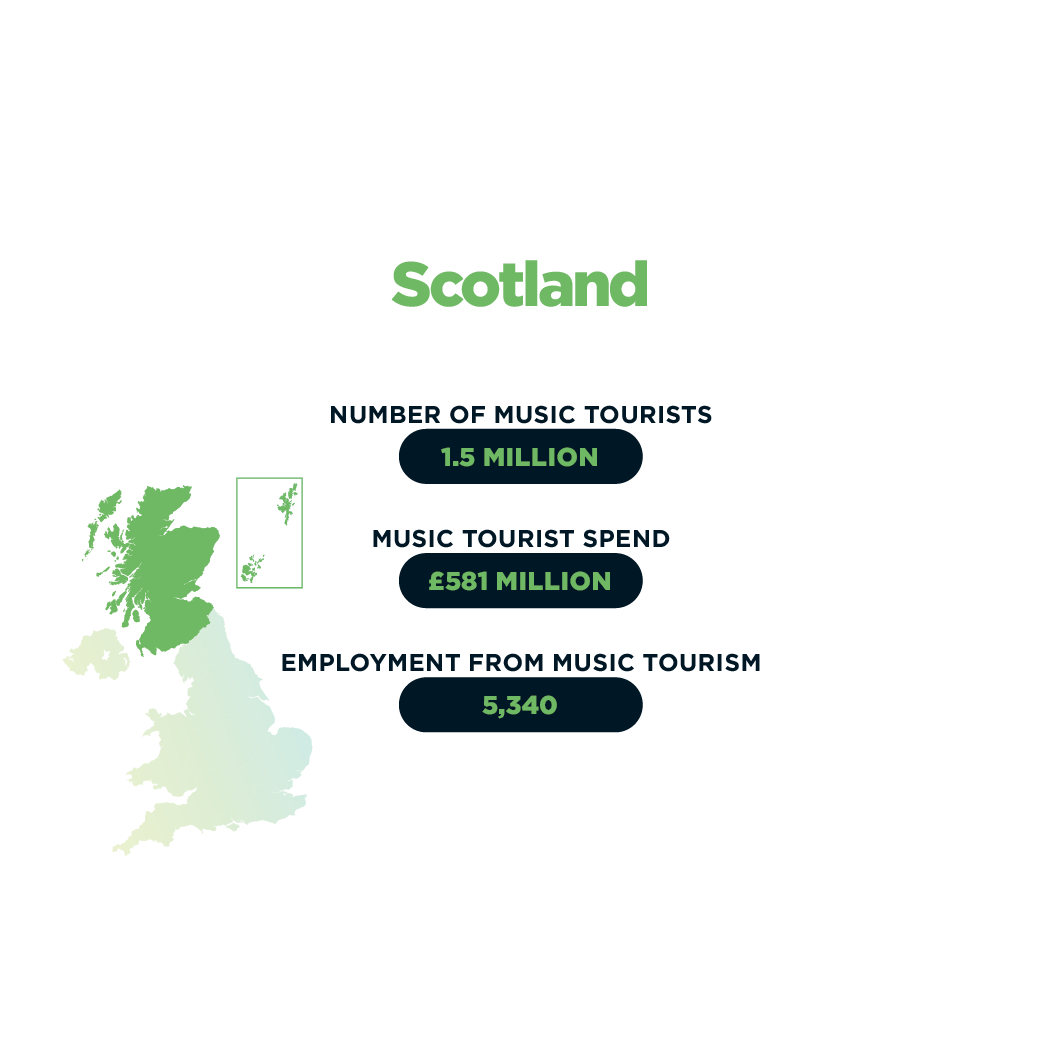 Scotland
NUMBER OF MUSIC TOURISTS
1.5 MILLION
MUSIC TOURIST SPEND
£581 MILLION
EMPLOYMENT FROM MUSIC TOURISM
5,340